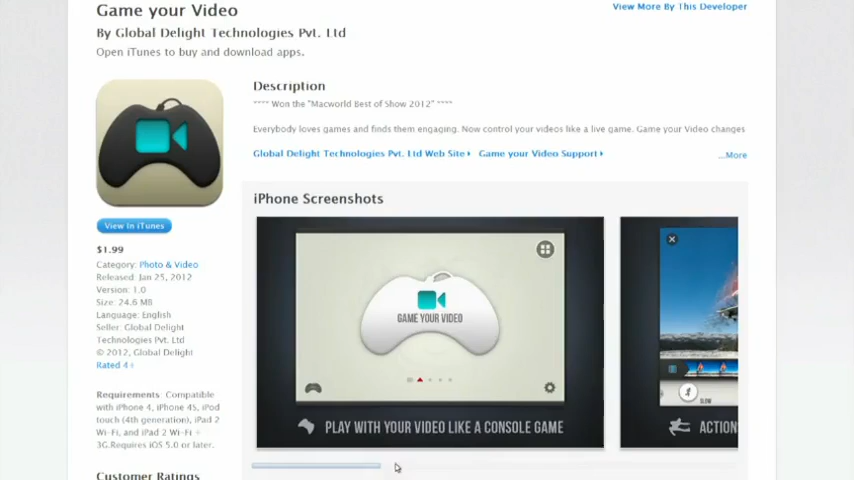 Game your Video
View More By This Developer
By Global Delight Technologies Pvt. Ltd
Open iTunes to buy and download apps.
Description
**** Won the "Macworld Best of Show 2012" ****
Everybody loves games and finds them engaging. Now control your videos like a live game. Game your Video changes
Global Delight Technologies Pvt. Ltd Web Site
Game your Video Support
...More
View In iTunes
$1.99
Category: Photo & Video
Released: Jan 25, 2012
Version: 1.0
Size: 24.6 MB
Language: English
Seller: Global Delight
Technologies Pvt. Ltd
© 2012, Global Delight
Rated 4+
Requirements: Compatible
with iPhone 4, iPhone 4S, iPod
touch (4th generation), iPad 2
Wi-Fi, and iPad 2 Wi-Fi +
3G.Requires iOS 5.0 or later.
Customer Ratings
iPhone Screenshots
GAME YOUR VIDEO
PLAY WITH YOUR VIDEO LIKE A CONSOLE GAME
SLOW
ACTION